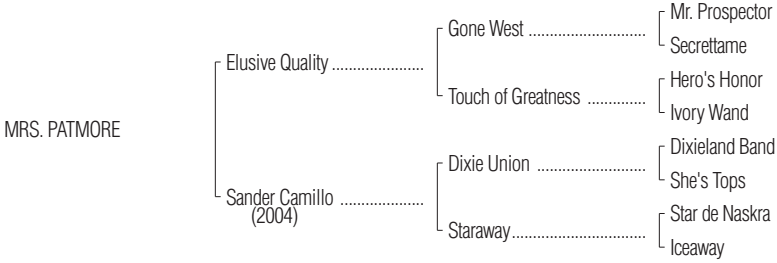 Mr. Prospector
Gone West ..............................
Secrettame
Elusive Quality .......................
Hero's Honor
Touch of Greatness ...............
Ivory Wand
MRS. PATMORE
Dixieland Band
Dixie Union ............................
She's Tops
Sander Camillo .....................
(2004)
Star de Naskra
Staraway..................................
Iceaway